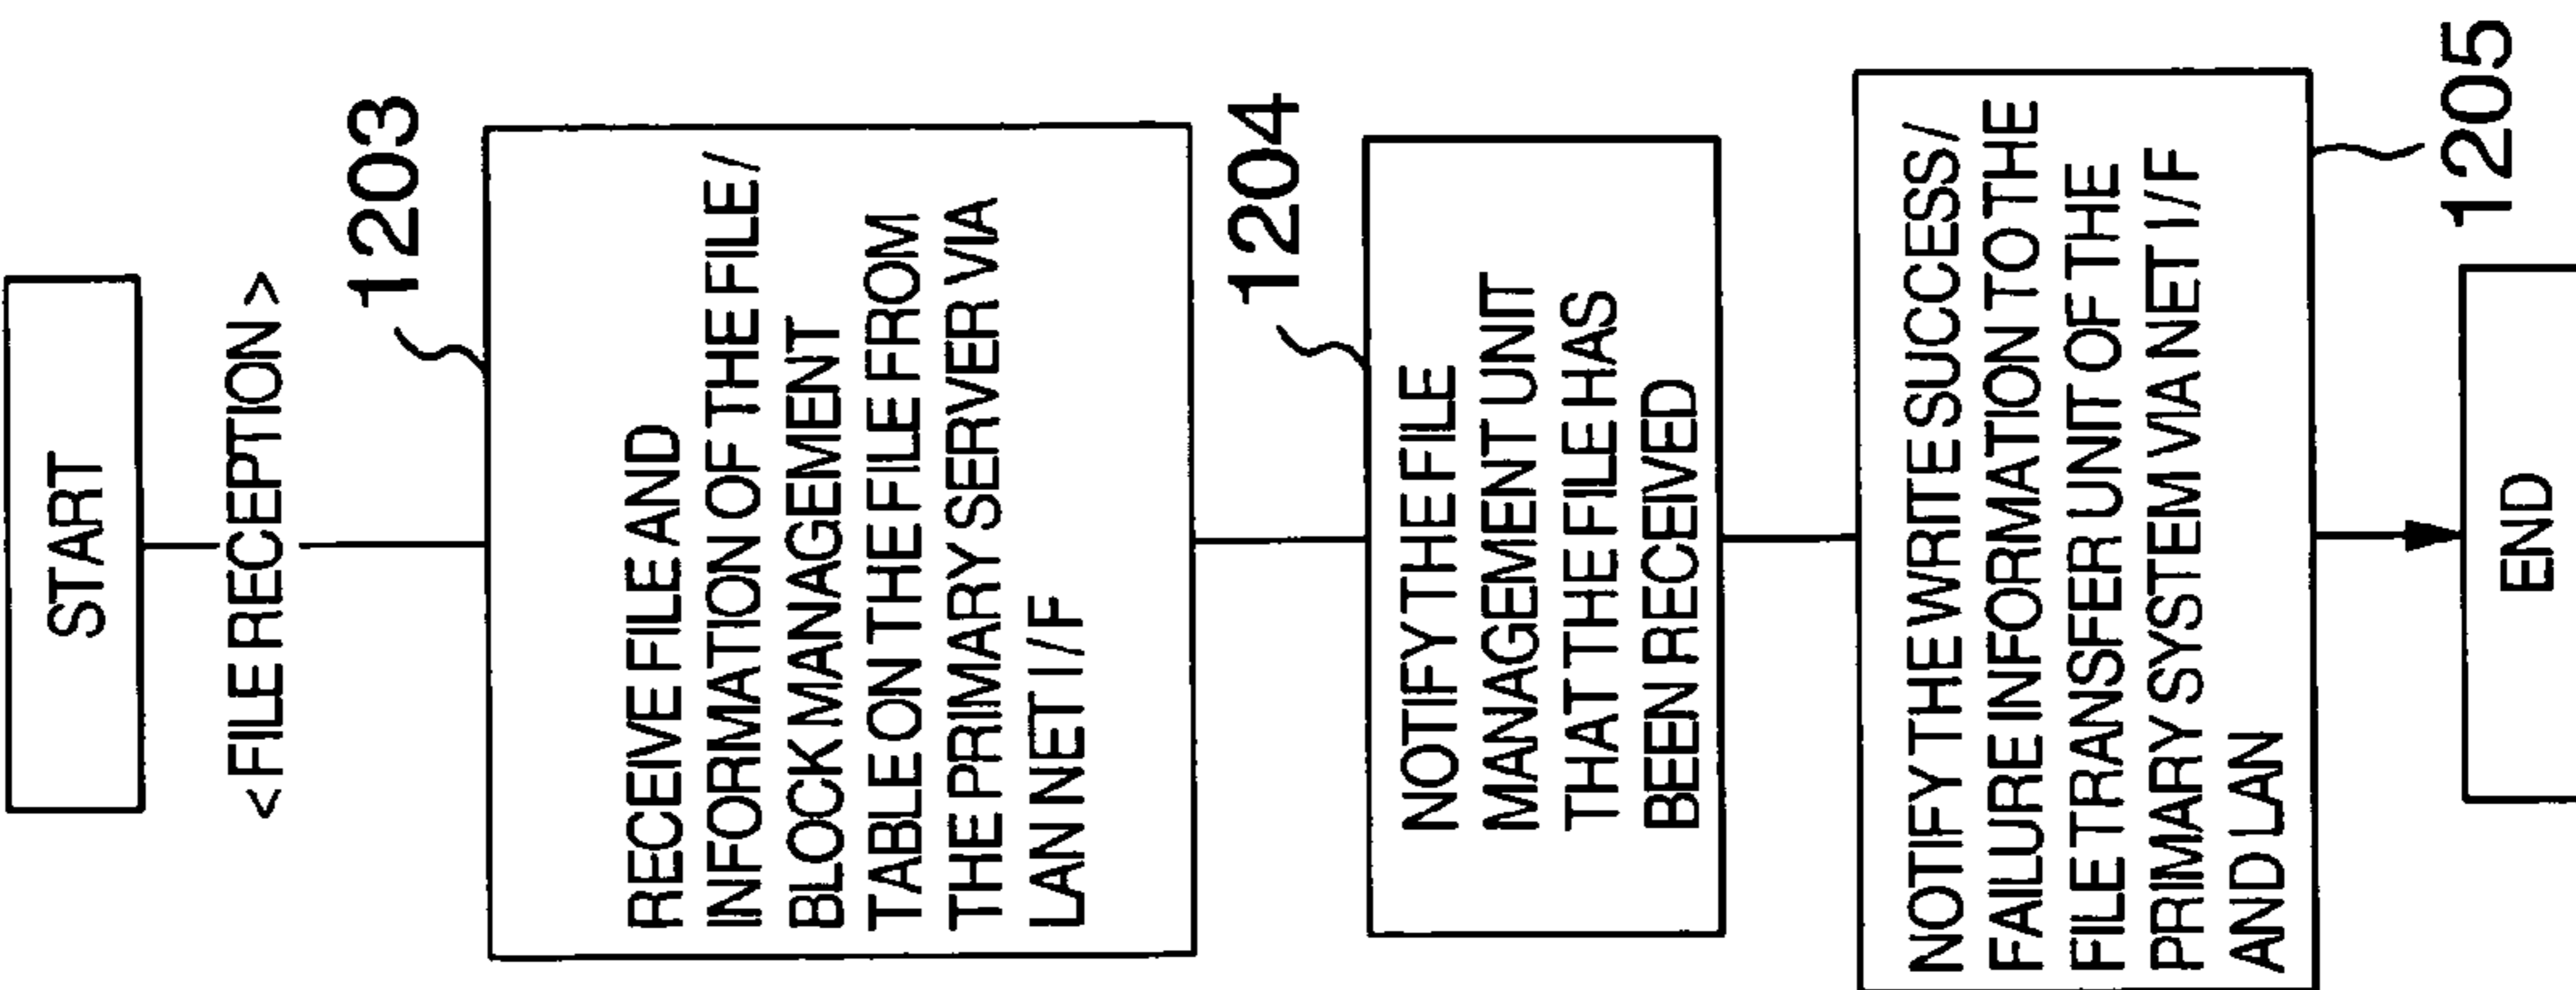 START
<FILE RECEPTION>
1203
RECEIVE FILE AND
INFORMATION OF THE FILE/
BLOCK MANAGEMENT
TABLE ON THE FILE FROM
THE PRIMARY SERVER VIA
LAN NET I/F
1204
NOTIFY THE FILE
MANAGEMENT UNIT
THAT THE FILE HAS
BEEN RECEIVED
NOTIFY THE WRITE SUCCESS/
FAILURE INFORMATION TO THE
FILE TRANSFER UNIT OF THE
PRIMARY SYSTEM VIA NET I/F
AND LAN
1205
END